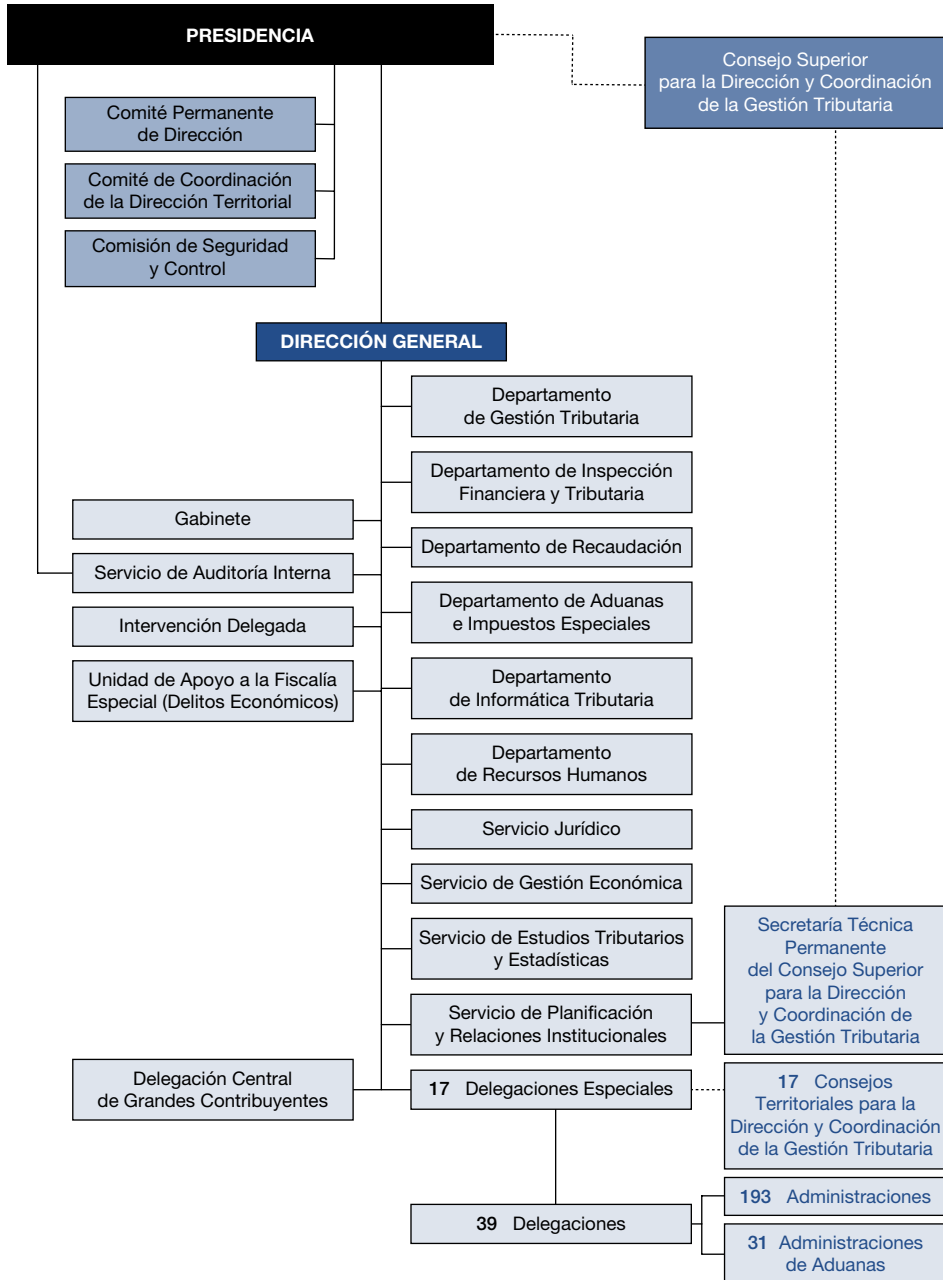 PRESIDENCIA
Consejo Superior
para la Dirección y Coordinación
de la Gestión Tributaria
Comité Permanente
de Dirección
Comité de Coordinación
de la Dirección Territorial
Comisión de Seguridad
y Control
DIRECCIÓN GENERAL
Departamento
de Gestión Tributaria
Departamento de Inspección
Financiera y Tributaria
Gabinete
Departamento de Recaudación
Servicio de Auditoría Interna
Departamento de Aduanas
e Impuestos Especiales
Intervención Delegada
Unidad de Apoyo a la Fiscalía
Especial (Delitos Económicos)
Departamento
de Informática Tributaria
Departamento
de Recursos Humanos
Servicio Jurídico
Servicio de Gestión Económica
Servicio de Estudios Tributarios
y Estadísticas
Servicio de Planificación
y Relaciones Institucionales
Secretaría Técnica
Permanente
del Consejo Superior
para la Dirección
y Coordinación de
la Gestión Tributaria
Delegación Central
de Grandes Contribuyentes
17 Delegaciones Especiales
17 Consejos
Territoriales para la
Dirección y Coordinación
de la Gestión Tributaria
39 Delegaciones
193 Administraciones
31 Administraciones
de Aduanas